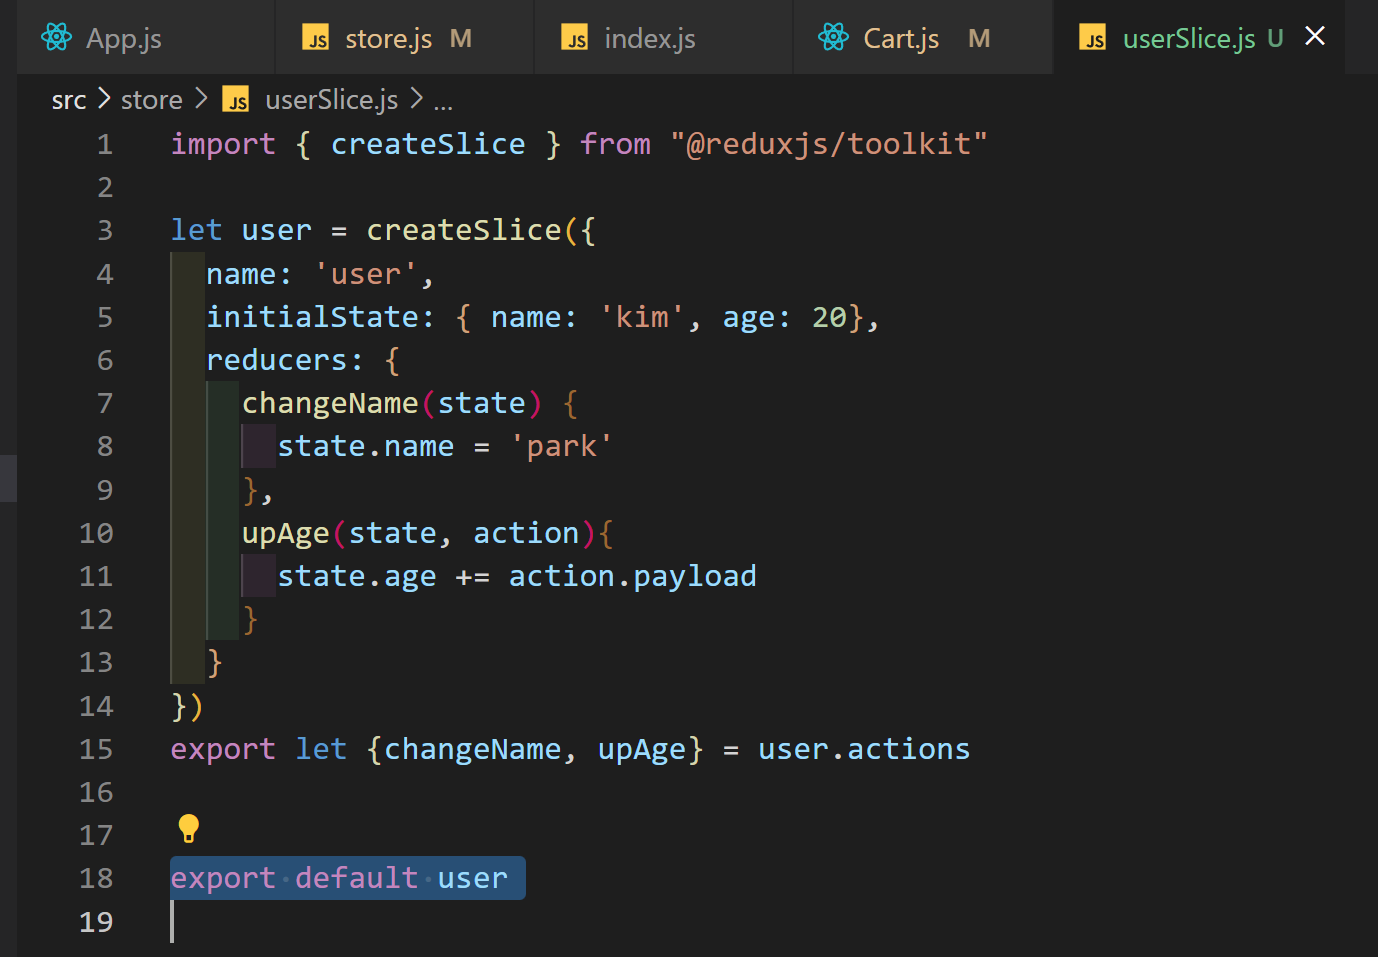 App.js JS store.js M JS index.js Cart.js M JS userSlice.js U
src > store > JS userSlice.js > ...
1 import { createSlice } from "@reduxjs/toolkit"
2
3 let user = createSlice({
4   name: 'user',
5   initialState: { name: 'kim', age: 20},
6   reducers: {
7     changeName(state) {
8       state.name = 'park'
9     },
10     upAge(state, action){
11       state.age += action.payload
12     }
13   }
14 })
15 export let {changeName, upAge} = user.actions
16
17
18 export default user
19